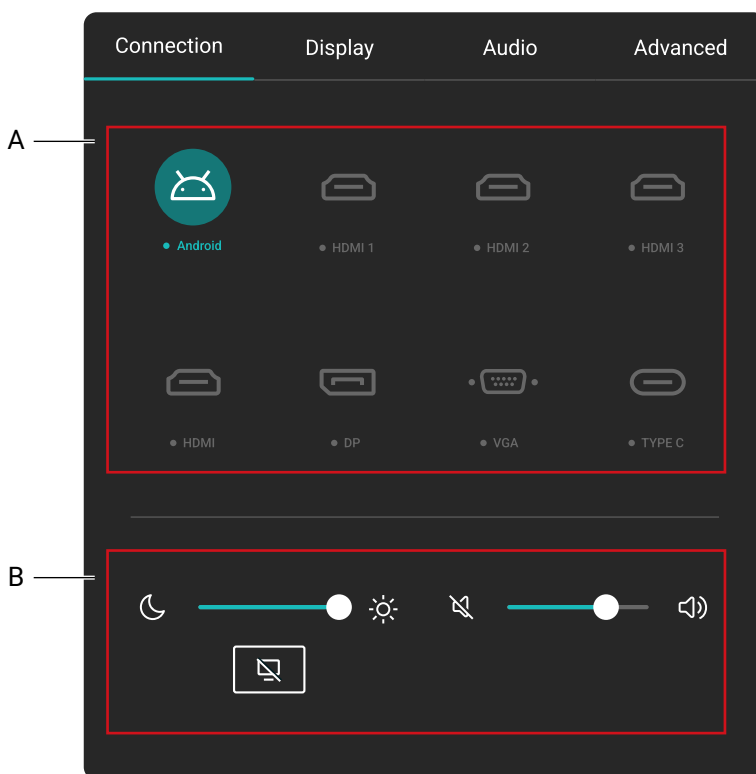 Connection Display Audio Advanced
A
Android HDMI 1 HDMI 2 HDMI 3
HDMI DP VGA TYPE C
B